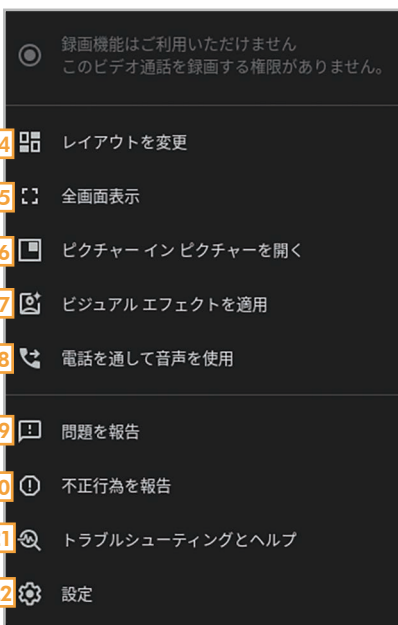 録画機能はご利用いただけません
このビデオ通話を録画する権限がありません。
4 レイアウトを変更
5 全画面表示
6 ピクチャー イン ピクチャーを開く
7 ビジュアル エフェクトを適用
8 電話を通して音声を使用
9 問題を報告
0 不正行為を報告
1 トラブルシューティングとヘルプ
2 設定